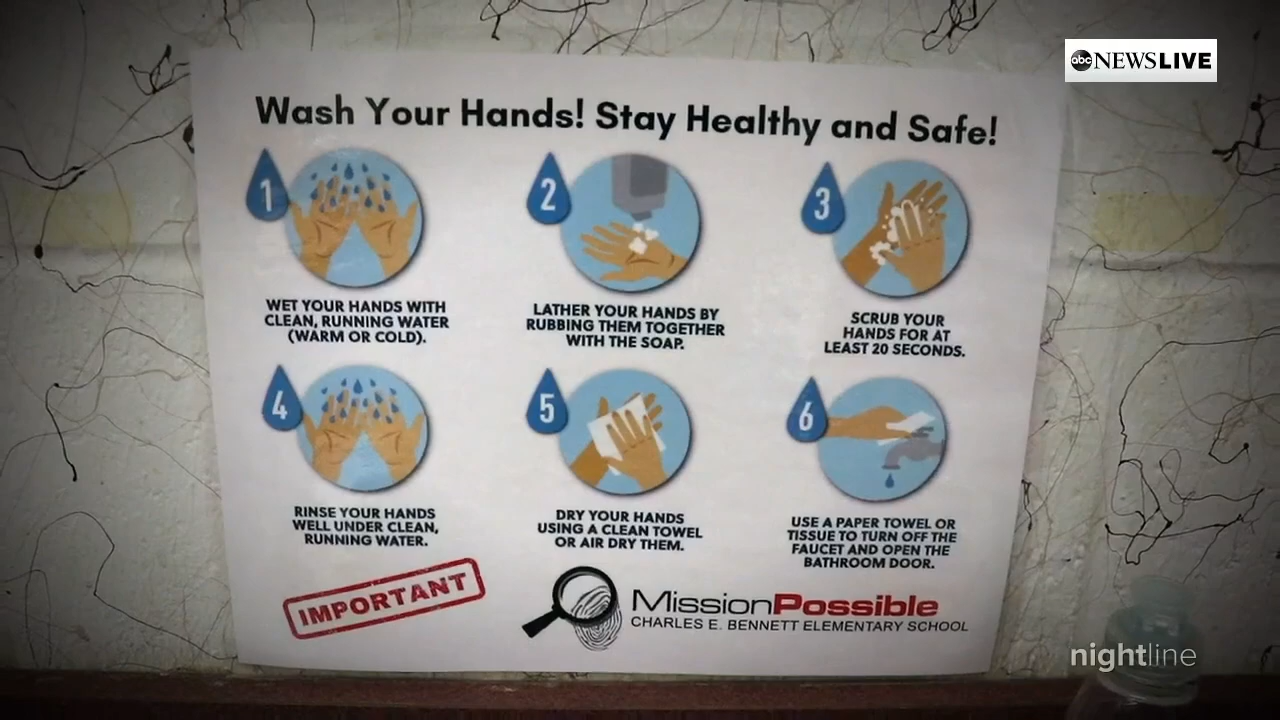 abc NEWS LIVE
Wash Your Hands! Stay Healthy and Safe!
1
WET YOUR HANDS WITH
CLEAN, RUNNING WATER
(WARM OR COLD).
2
LATHER YOUR HANDS BY
RUBBING THEM TOGETHER
WITH THE SOAP.
3
SCRUB YOUR
HANDS FOR AT
LEAST 20 SECONDS.
4
RINSE YOUR HANDS
WELL UNDER CLEAN,
RUNNING WATER.
5
DRY YOUR HANDS
USING A CLEAN TOWEL
OR AIR DRY THEM.
6
USE A PAPER TOWEL OR
TISSUE TO TURN OFF THE
FAUCET AND OPEN THE
BATHROOM DOOR.
IMPORTANT
MissionPossible
CHARLES E. BENNETT ELEMENTARY SCHOOL
nightline